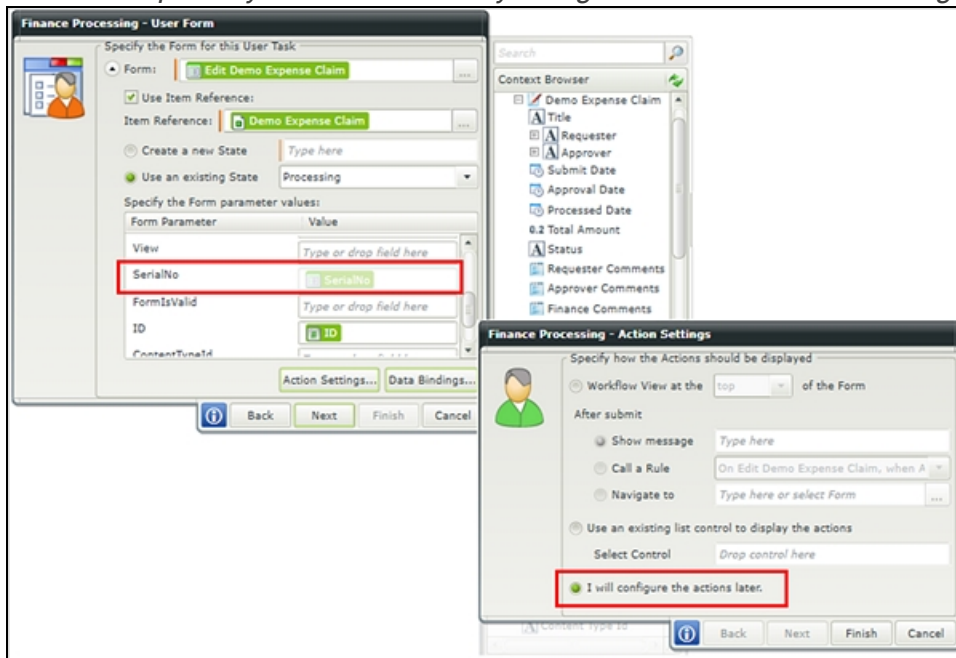 Finance Processing - User Form
Specify the Form for this User Task
Form: Edit Demo Expense Claim ...
Use Item Reference:
Item Reference: Demo Expense Claim ...
Create a new State Type here
Use an existing State Processing
Specify the Form parameter values:
Form Parameter Value
View Type or drop field here
SerialNo SerialNo
FormIsValid Type or drop field here
ID ID
ContentTypeId
Action Settings... Data Bindings...
Back Next Finish Cancel
Search
Context Browser
Demo Expense Claim
Title
Requester
Approver
Submit Date
Approval Date
Processed Date
0.2 Total Amount
Status
Requester Comments
Approver Comments
Finance Comments
Finance Processing - Action Settings
Specify how the Actions should be displayed
Workflow View at the top of the Form
After submit
Show message Type here
Call a Rule On Edit Demo Expense Claim, when A
Navigate to Type here or select Form ...
Use an existing list control to display the actions
Select Control Drop control here
I will configure the actions later.
Content Type Id
Back Next Finish Cancel